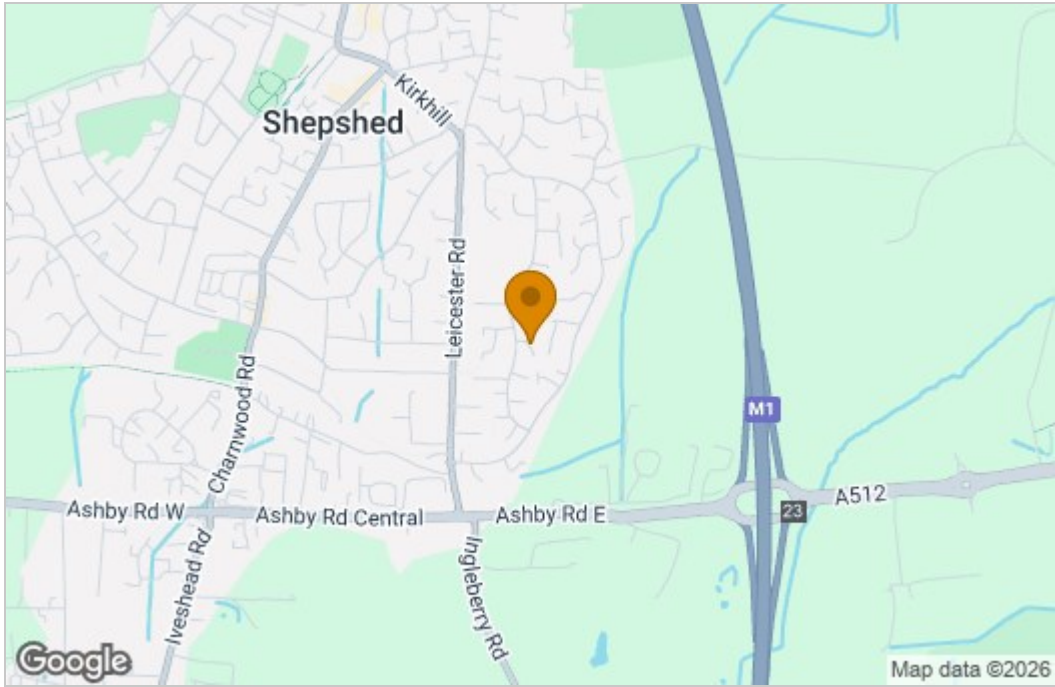 Kirkhill
Shepshed
Leicester Rd
Charnwood Rd
M1
A512
23
Ashby Rd W
Ashby Rd Central
Ashby Rd E
Iveshead Rd
Ingleberry Rd
Google
Map data ©2026